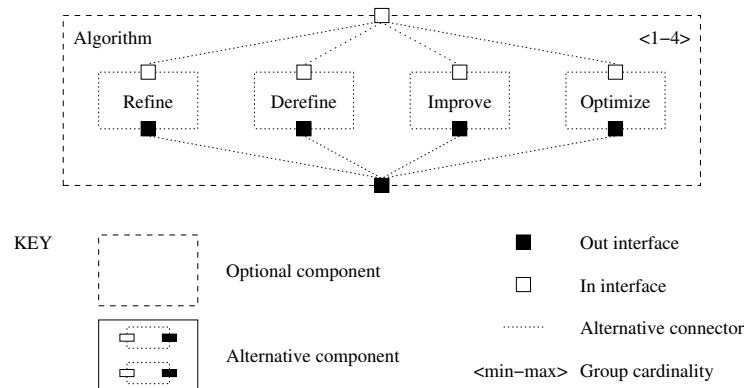 Algorithm <1−4>
Refine Derefine Improve Optimize
KEY
Out interface
Optional component
In interface
Alternative connector
Alternative component
<min−max> Group cardinality